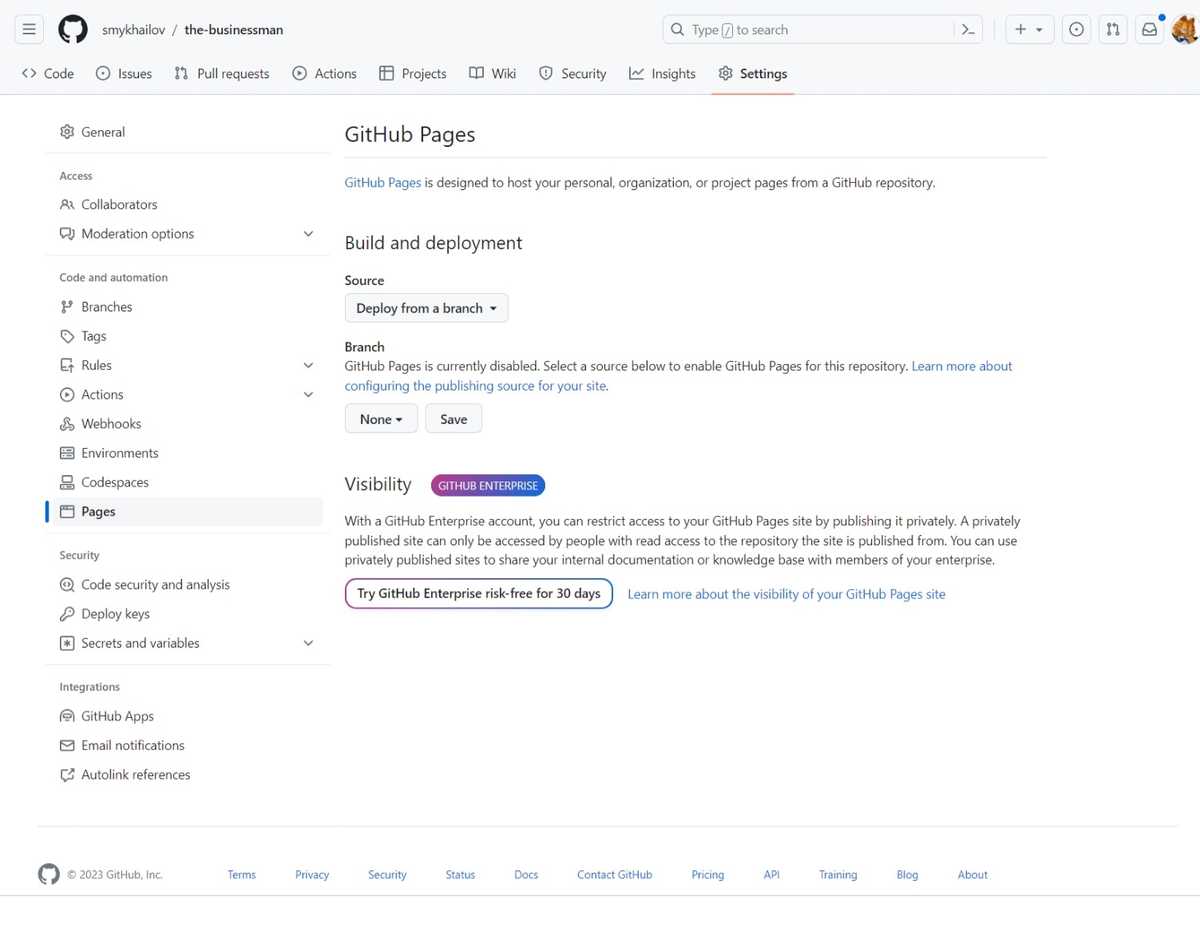 smykhailov / the-businessman
Type / to search
Code Issues Pull requests Actions Projects Wiki Security Insights Settings
General
Access
Collaborators
Moderation options
Code and automation
Branches
Tags
Rules
Actions
Webhooks
Environments
Codespaces
Pages
Security
Code security and analysis
Deploy keys
Secrets and variables
Integrations
GitHub Apps
Email notifications
Autolink references
GitHub Pages
GitHub Pages is designed to host your personal, organization, or project pages from a GitHub repository.
Build and deployment
Source
Deploy from a branch
Branch
GitHub Pages is currently disabled. Select a source below to enable GitHub Pages for this repository. Learn more about
configuring the publishing source for your site.
None Save
Visibility GITHUB ENTERPRISE
With a GitHub Enterprise account, you can restrict access to your GitHub Pages site by publishing it privately. A privately
published site can only be accessed by people with read access to the repository the site is published from. You can use
privately published sites to share your internal documentation or knowledge base with members of your enterprise.
Try GitHub Enterprise risk-free for 30 days Learn more about the visibility of your GitHub Pages site
© 2023 GitHub, Inc. Terms Privacy Security Status Docs Contact GitHub Pricing API Training Blog About